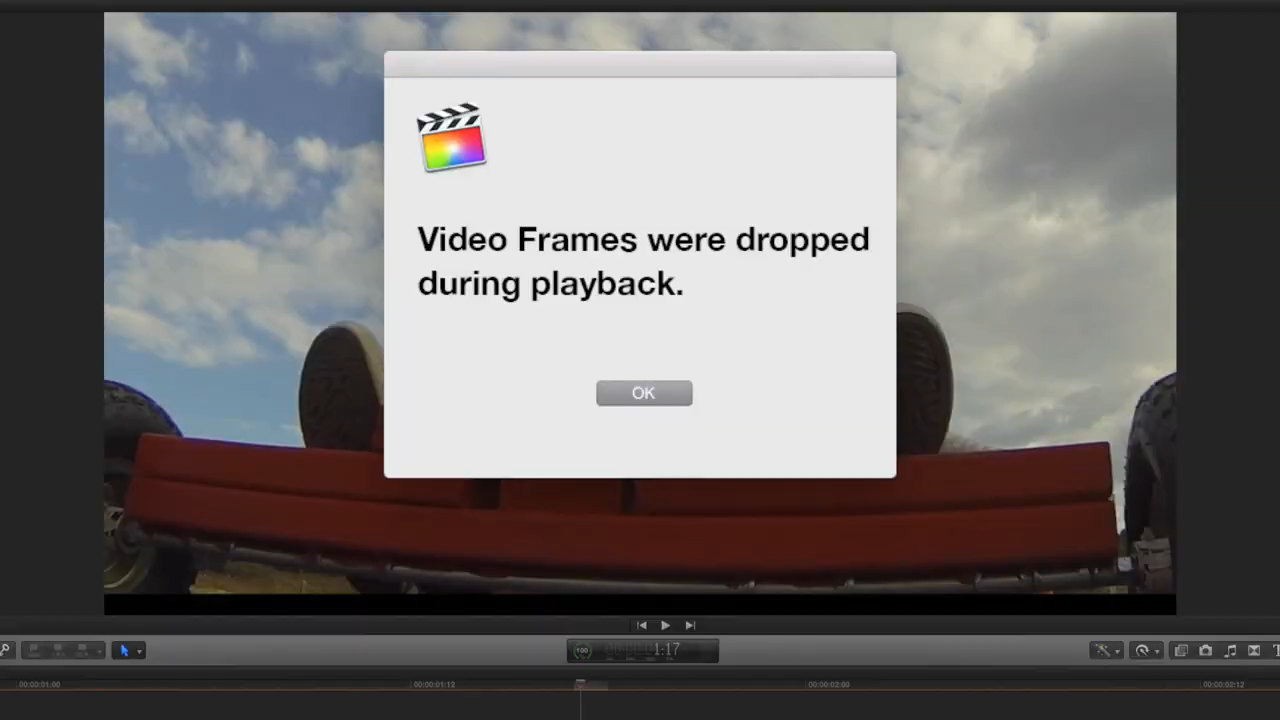 Video Frames were dropped
during playback.
OK
100
1:17
00:00:01:00
00:00:01:12
00:00:02:00
00:00:02:12